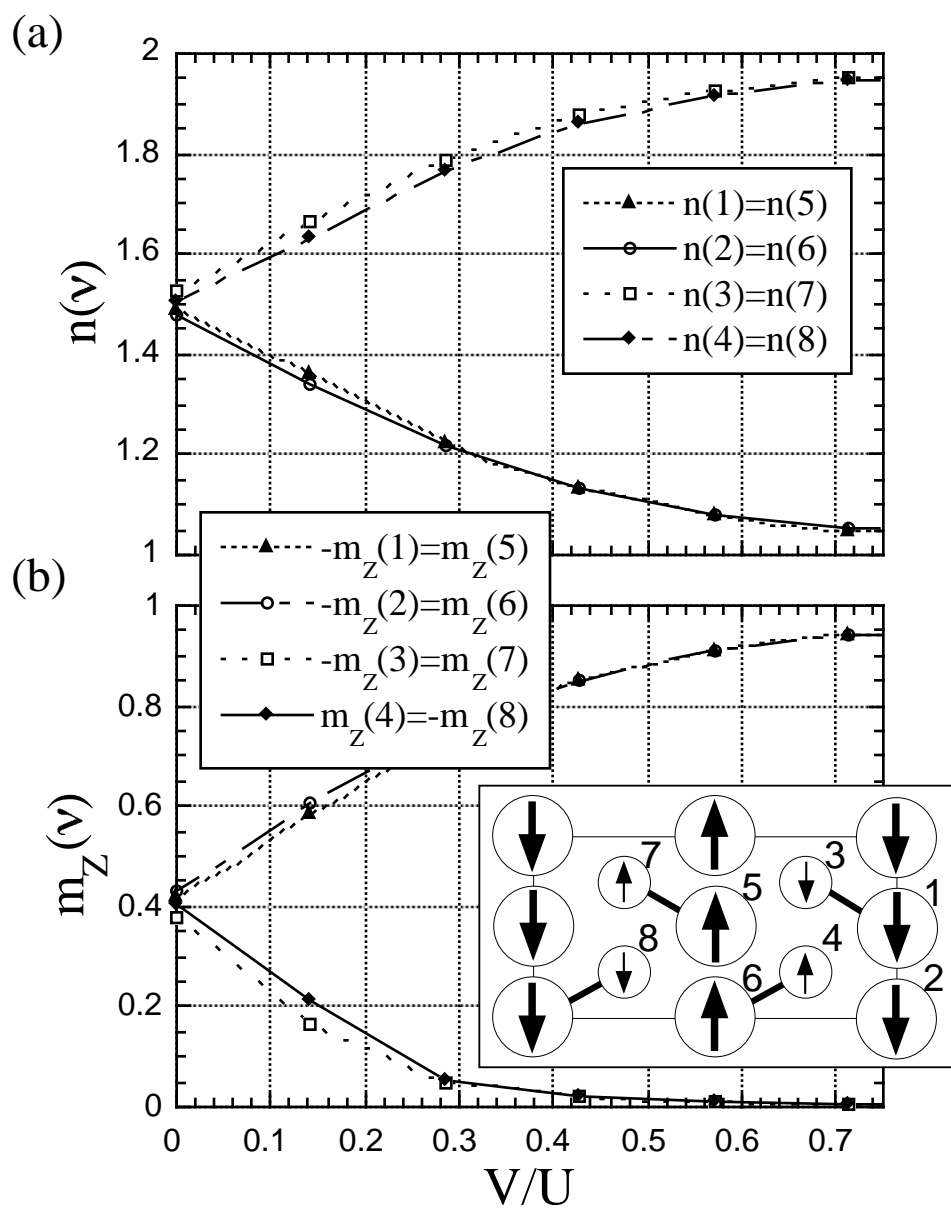 (a)
2
1.8
1.6
1.4
1.2
1
n(ν)
n(1)=n(5)
n(2)=n(6)
n(3)=n(7)
n(4)=n(8)
(b)
-m_z(1)=m_z(5)
-m_z(2)=m_z(6)
-m_z(3)=m_z(7)
m_z(4)=-m_z(8)
1
0.8
0.6
0.4
0.2
0
m_z(ν)
7
3
5
1
8
4
6
2
0 0.1 0.2 0.3 0.4 0.5 0.6 0.7
V/U